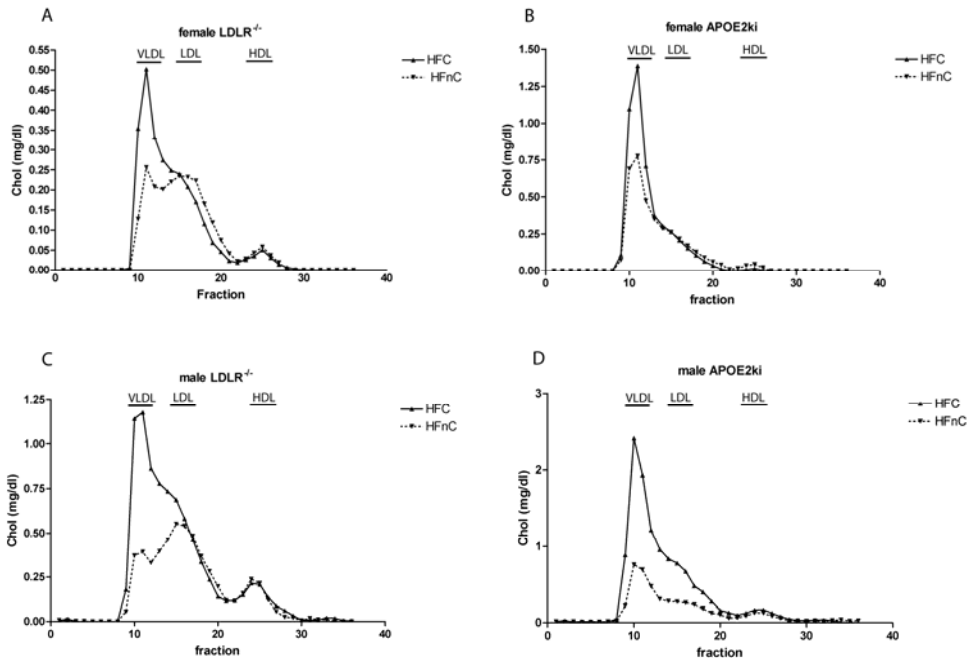 A
female LDLR-/-
VLDL LDL HDL
HFC
HFnC
0.55
0.50
0.45
0.40
0.35
0.30
0.25
0.20
0.15
0.10
0.05
0.00
Chol (mg/dl)
0 10 20 30 40
Fraction
B
female APOE2ki
VLDL LDL HDL
HFC
HFnC
1.50
1.25
1.00
0.75
0.50
0.25
0.00
Chol (mg/dl)
0 10 20 30 40
fraction
C
male LDLR-/-
VLDL LDL HDL
HFC
HFnC
1.25
1.00
0.75
0.50
0.25
0.00
Chol (mg/dl)
0 10 20 30 40
fraction
D
male APOE2ki
VLDL LDL HDL
HFC
HFnC
3
2
1
0
Chol (mg/dl)
0 10 20 30 40
fraction